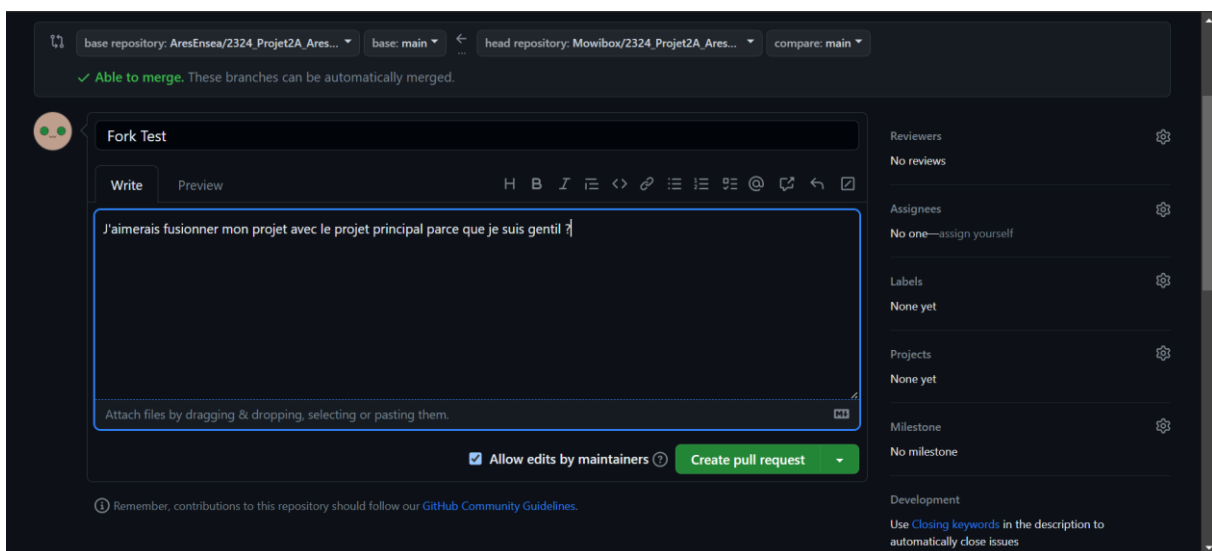 base repository: AresEnsea/2324_Projet2A_Ares... base: main head repository: Mowibox/2324_Projet2A_Ares... compare: main
Able to merge. These branches can be automatically merged.
Fork Test
Write Preview
J'aimerais fusionner mon projet avec le projet principal parce que je suis gentil ?
Attach files by dragging & dropping, selecting or pasting them.
Allow edits by maintainers Create pull request
Remember, contributions to this repository should follow our GitHub Community Guidelines.
Reviewers
No reviews
Assignees
No one—assign yourself
Labels
None yet
Projects
None yet
Milestone
No milestone
Development
Use Closing keywords in the description to
automatically close issues